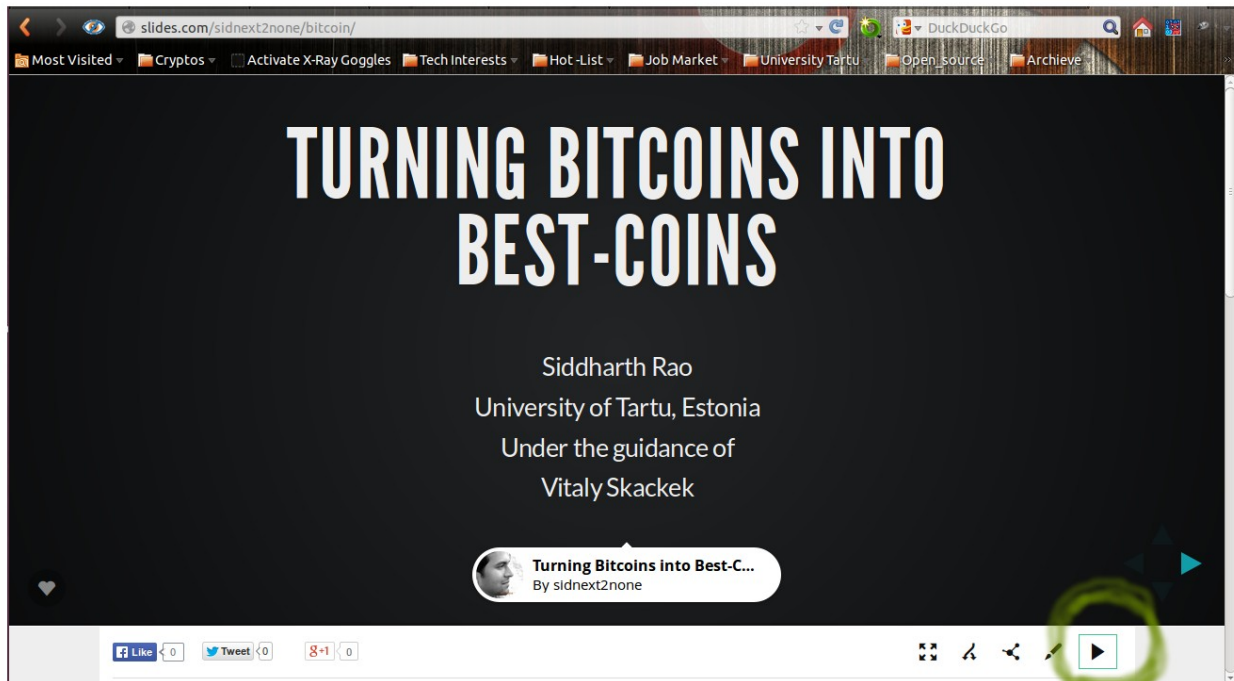 slides.com/sidnext2none/bitcoin/
DuckDuckGo
Most Visited Cryptos Activate X-Ray Goggles Tech Interests Hot -List Job Market University Tartu Open_source Archieve
TURNING BITCOINS INTO
BEST-COINS
Siddharth Rao
University of Tartu, Estonia
Under the guidance of
Vitaly Skackek
Turning Bitcoins into Best-C...
By sidnext2none
Like 0 Tweet 0 g+1 0